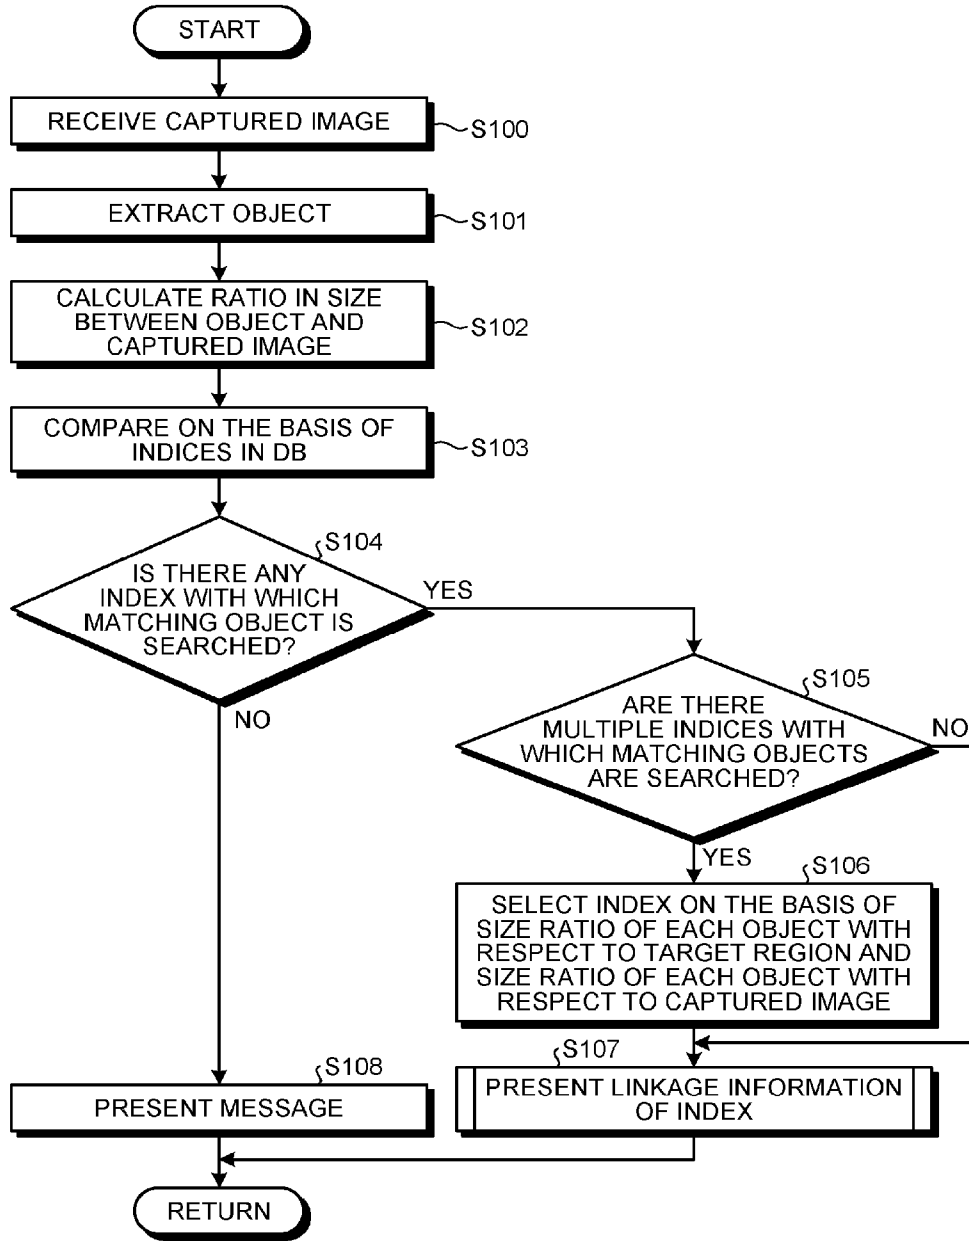 START
RECEIVE CAPTURED IMAGE
S100
EXTRACT OBJECT
S101
CALCULATE RATIO IN SIZE
BETWEEN OBJECT AND
CAPTURED IMAGE
S102
COMPARE ON THE BASIS OF
INDICES IN DB
S103
S104
IS THERE ANY
INDEX WITH WHICH
MATCHING OBJECT IS
SEARCHED?
YES
NO
S105
ARE THERE
MULTIPLE INDICES WITH
WHICH MATCHING OBJECTS
ARE SEARCHED?
NO
YES
S106
SELECT INDEX ON THE BASIS OF
SIZE RATIO OF EACH OBJECT WITH
RESPECT TO TARGET REGION AND
SIZE RATIO OF EACH OBJECT WITH
RESPECT TO CAPTURED IMAGE
S107
PRESENT LINKAGE INFORMATION
OF INDEX
S108
PRESENT MESSAGE
RETURN